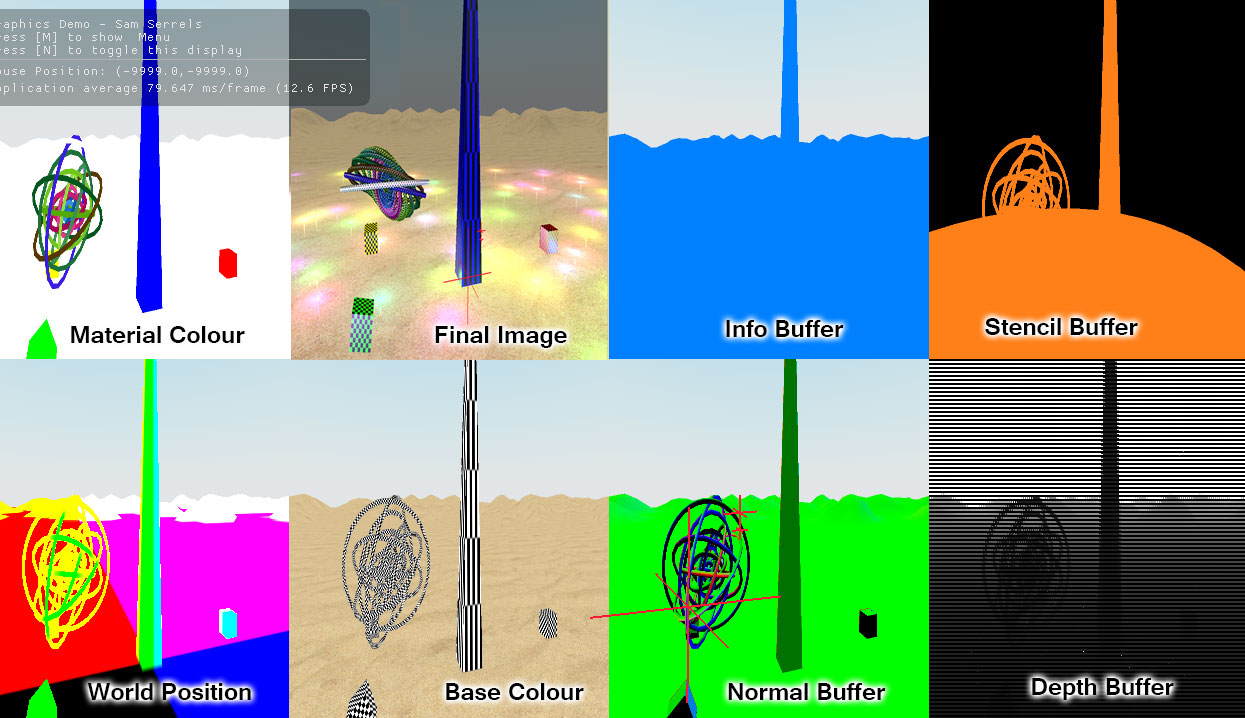 raphics Demo - Sam Serrels
ress [M] to show Menu
ress [N] to toggle this display
ouse Position: (-9999.0,-9999.0)
pplication average 79.647 ms/frame (12.6 FPS)
Material Colour
Final Image
Info Buffer
Stencil Buffer
World Position
Base Colour
Normal Buffer
Depth Buffer